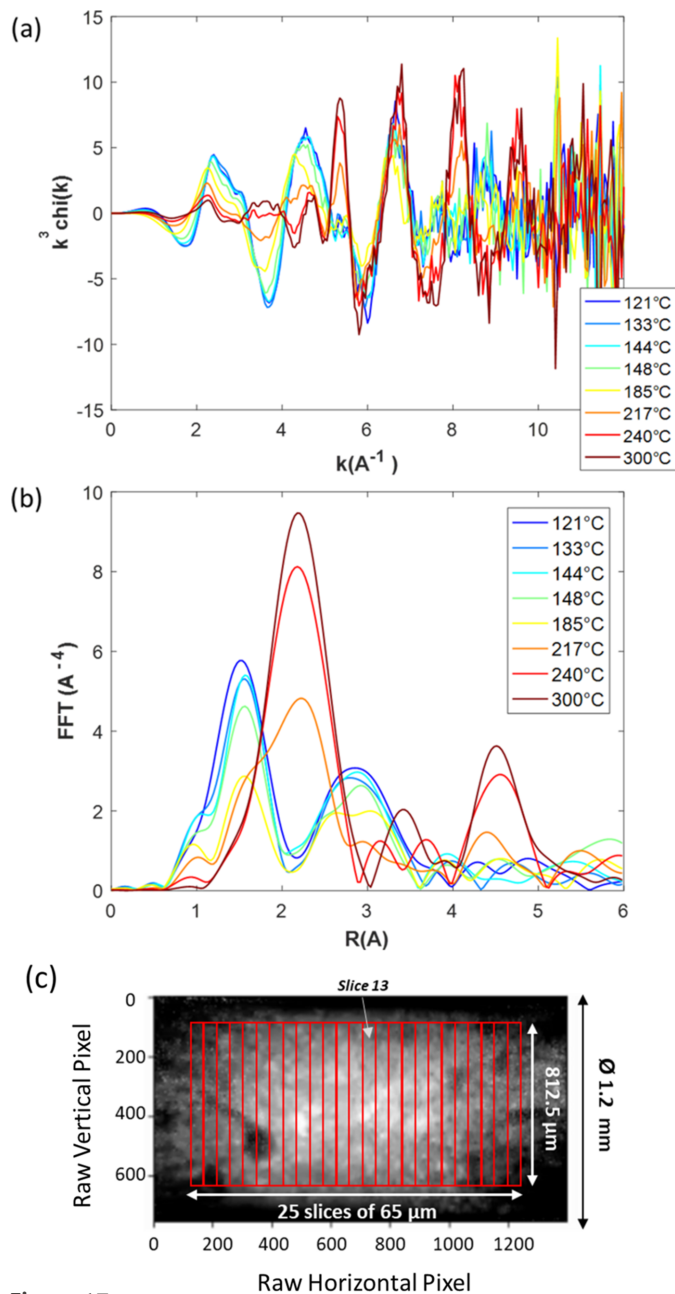 (a)
15
10
5
0
-5
-10
-15
k³ chi(k)
0 2 4 6 8 10
k(A⁻¹ )
121°C
133°C
144°C
148°C
185°C
217°C
240°C
300°C
(b)
10
8
6
4
2
0
FFT (A⁻⁴)
0 1 2 3 4 5 6
R(A)
121°C
133°C
144°C
148°C
185°C
217°C
240°C
300°C
(c)
Slice 13
0
200
400
600
Raw Vertical Pixel
812.5 µm
Ø 1.2 mm
25 slices of 65 µm
0 200 400 600 800 1000 1200
Raw Horizontal Pixel